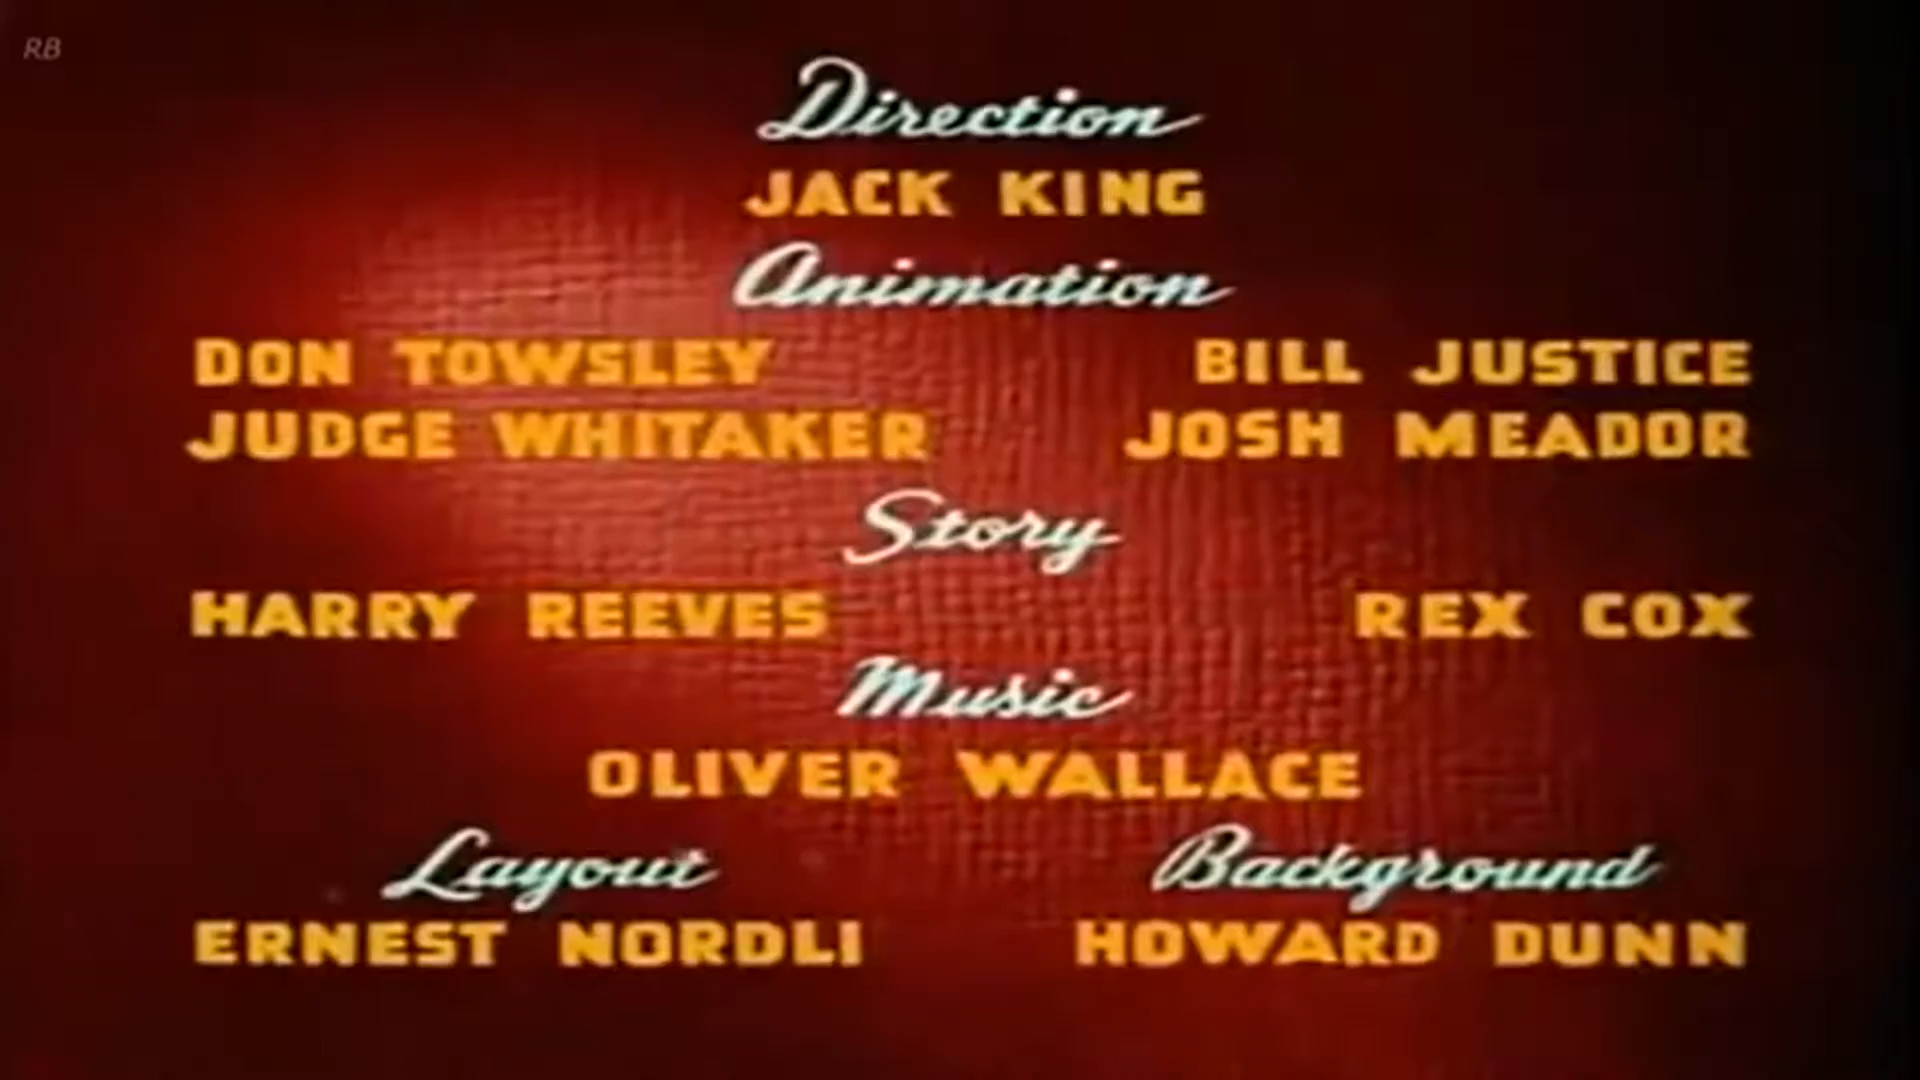 RB
Direction
JACK KING
Animation
DON TOWSLEY BILL JUSTICE
JUDGE WHITAKER JOSH MEADOR
Story
HARRY REEVES REX COX
Music
OLIVER WALLACE
Layout Background
ERNEST NORDLI HOWARD DUNN